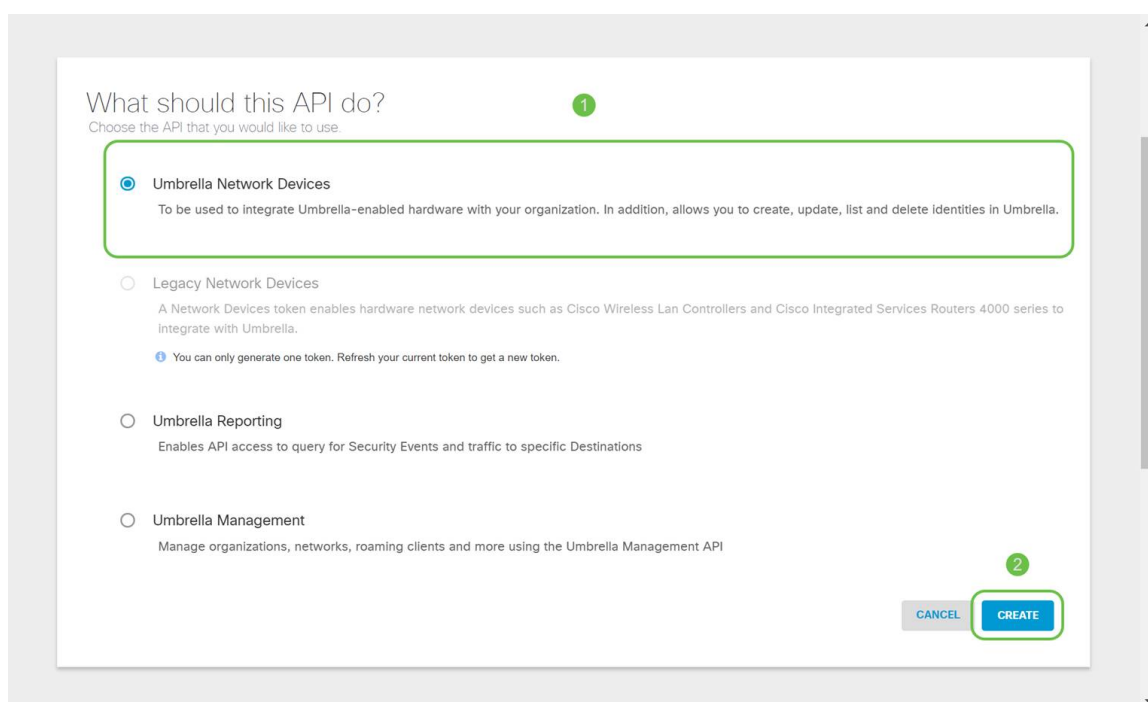 What should this API do?
1
Choose the API that you would like to use.
Umbrella Network Devices
To be used to integrate Umbrella-enabled hardware with your organization. In addition, allows you to create, update, list and delete identities in Umbrella.
Legacy Network Devices
A Network Devices token enables hardware network devices such as Cisco Wireless Lan Controllers and Cisco Integrated Services Routers 4000 series to
integrate with Umbrella.
You can only generate one token. Refresh your current token to get a new token.
Umbrella Reporting
Enables API access to query for Security Events and traffic to specific Destinations
Umbrella Management
Manage organizations, networks, roaming clients and more using the Umbrella Management API
2
CANCEL CREATE